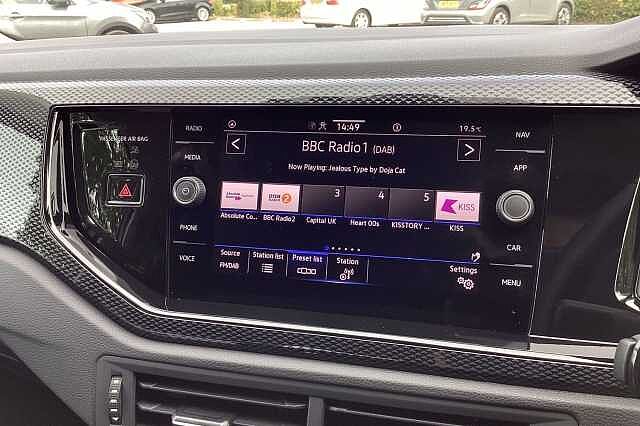 14:49
19.5°C
PASSENGER AIR BAG
RADIO
MEDIA
PHONE
VOICE
BBC Radio1 (DAB)
Now Playing: Jealous Type by Doja Cat
2
3
4
5
KISS
Absolute Co...
BBC Radio2
Capital UK
Heart 00s
KISSTORY ...
KISS
Source
FM/DAB
Station list
Preset list
Station
Settings
NAV
APP
CAR
MENU